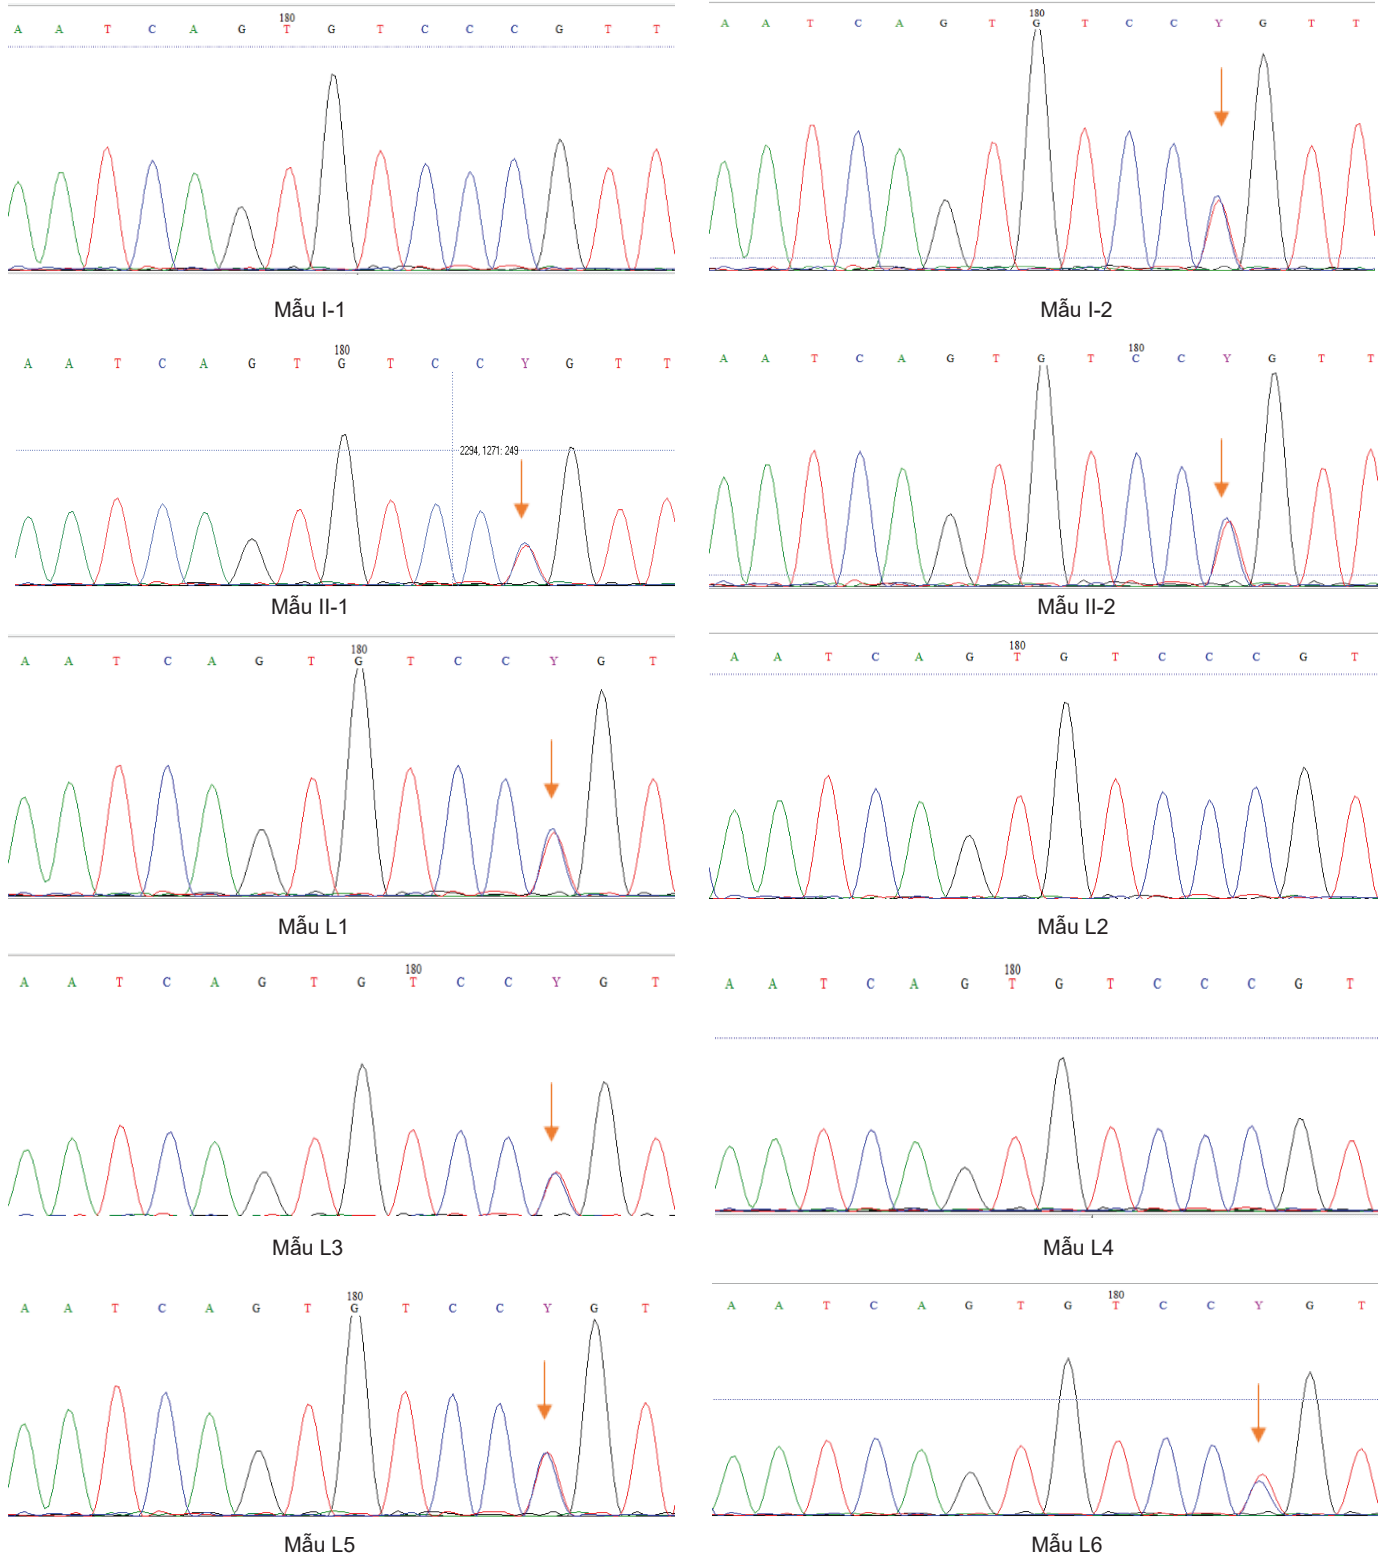 180
A A T C A G T G T C C C G T T
Mẫu I-1
180
A A T C A G T G T C C Y G T T
Mẫu I-2
180
A A T C A G T G T C C Y G T T
2294, 1271: 249
Mẫu II-1
180
A A T C A G T G T C C Y G T T
Mẫu II-2
180
A A T C A G T G T C C Y G T
Mẫu L1
180
A A T C A G T G T C C C G T
Mẫu L2
180
A A T C A G T G T C C Y G T
Mẫu L3
180
A A T C A G T G T C C C G T
Mẫu L4
180
A A T C A G T G T C C Y G T
Mẫu L5
180
A A T C A G T G T C C Y G T
Mẫu L6